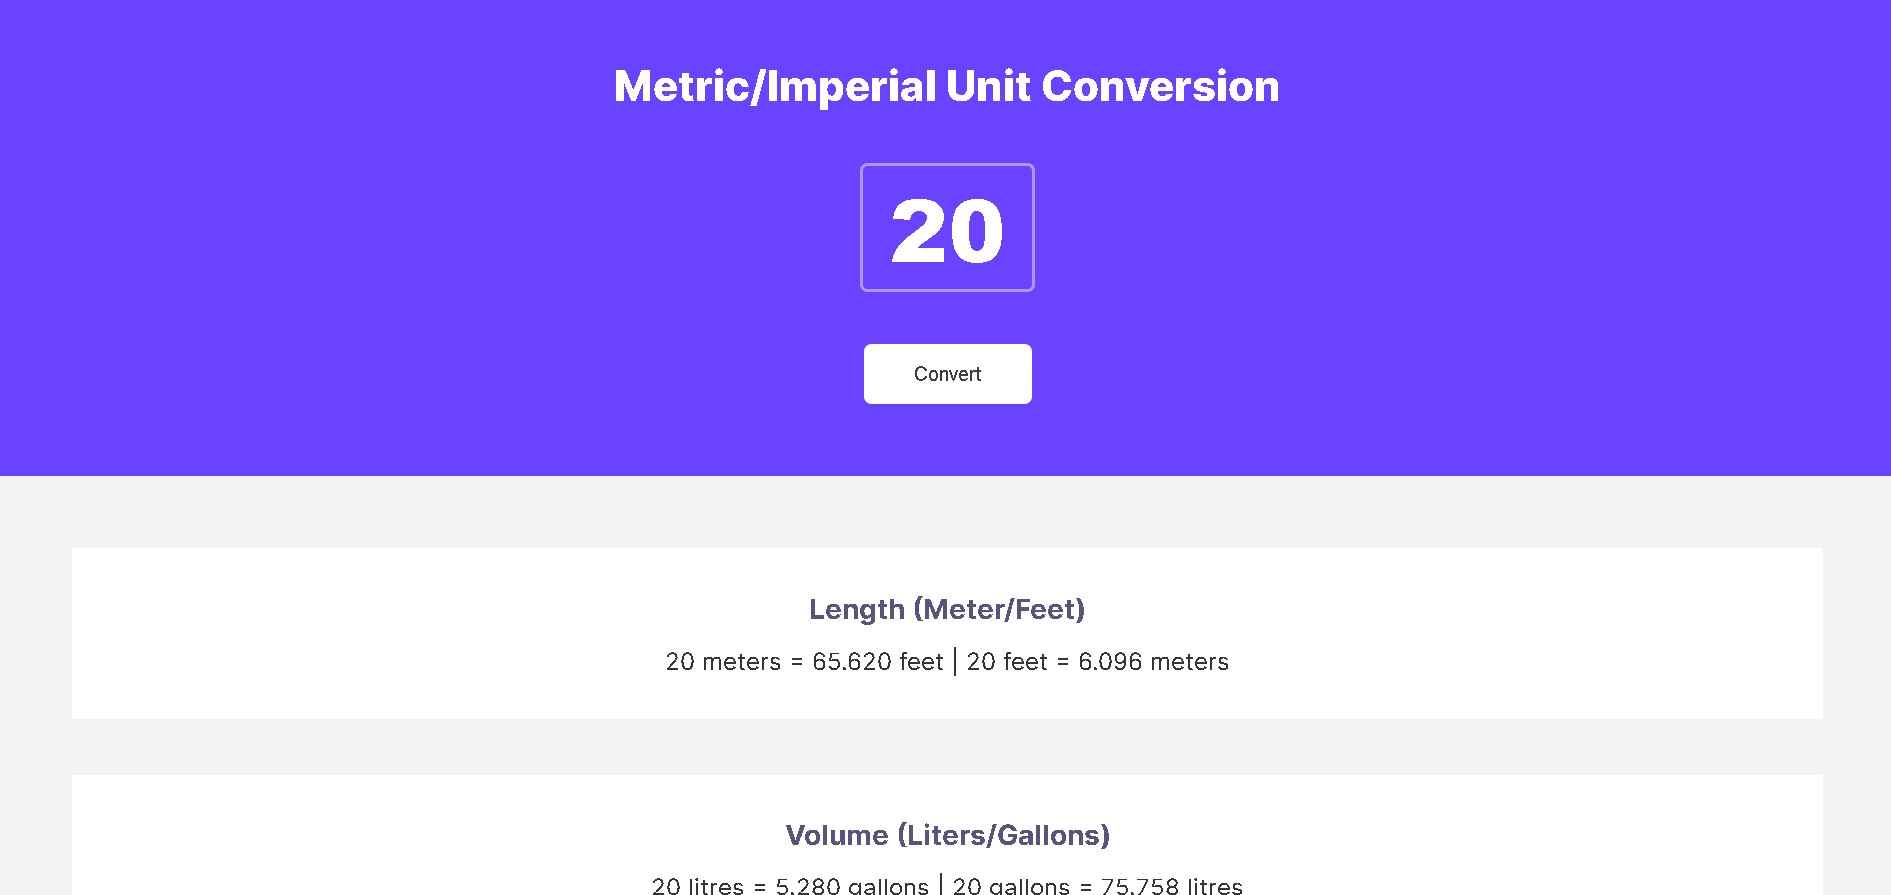 Metric/Imperial Unit Conversion
20
Convert
Length (Meter/Feet)
20 meters = 65.620 feet | 20 feet = 6.096 meters
Volume (Liters/Gallons)
20 litres = 5.280 gallons | 20 gallons = 75.758 litres